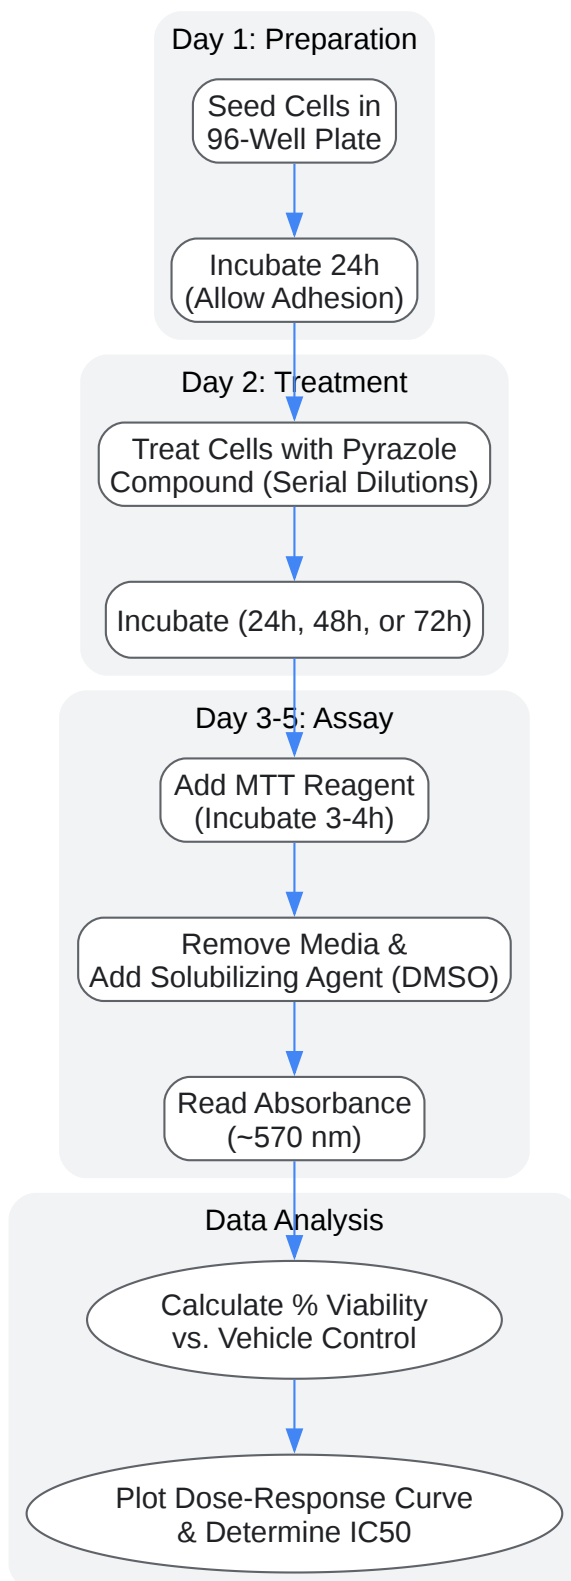 Day 1: Preparation
Seed Cells in
96-Well Plate
Incubate 24h
(Allow Adhesion)
Day 2: Treatment
Treat Cells with Pyrazole
Compound (Serial Dilutions)
Incubate (24h, 48h, or 72h)
Day 3-5: Assay
Add MTT Reagent
(Incubate 3-4h)
Remove Media &
Add Solubilizing Agent (DMSO)
Read Absorbance
(~570 nm)
Data Analysis
Calculate % Viability
vs. Vehicle Control
Plot Dose-Response Curve
& Determine IC50